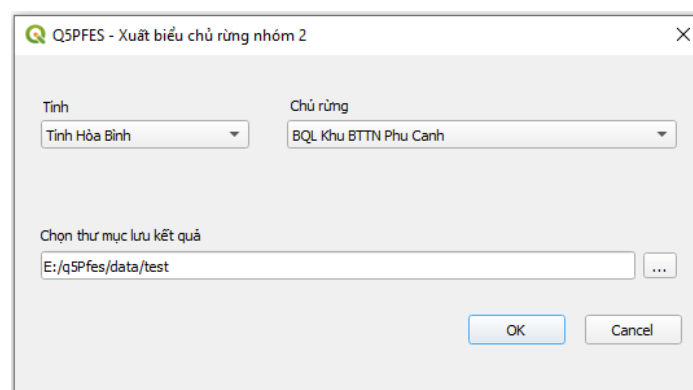 Q5PFES - Xuất biểu chủ rừng nhóm 2
Tỉnh
Chủ rừng
Tỉnh Hòa Bình
BQL Khu BTTN Phu Canh
Chọn thư mục lưu kết quả
E:/q5Pfes/data/test
...
OK
Cancel